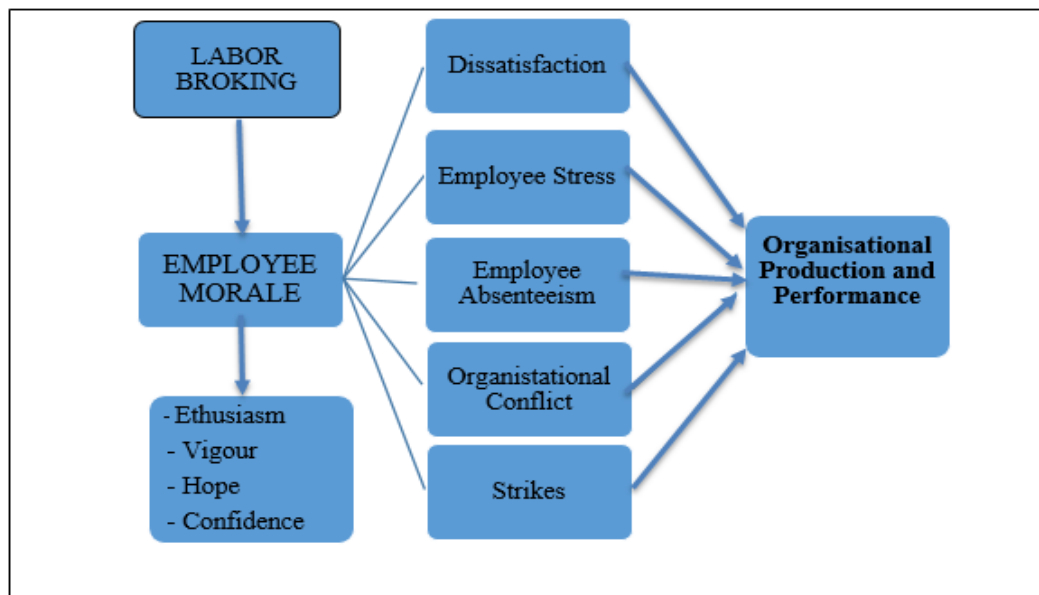 LABOR
BROKING
EMPLOYEE
MORALE
- Ethusiasm
- Vigour
- Hope
- Confidence
Dissatisfaction
Employee Stress
Employee
Absenteeism
Organistational
Conflict
Strikes
Organisational
Production and
Performance